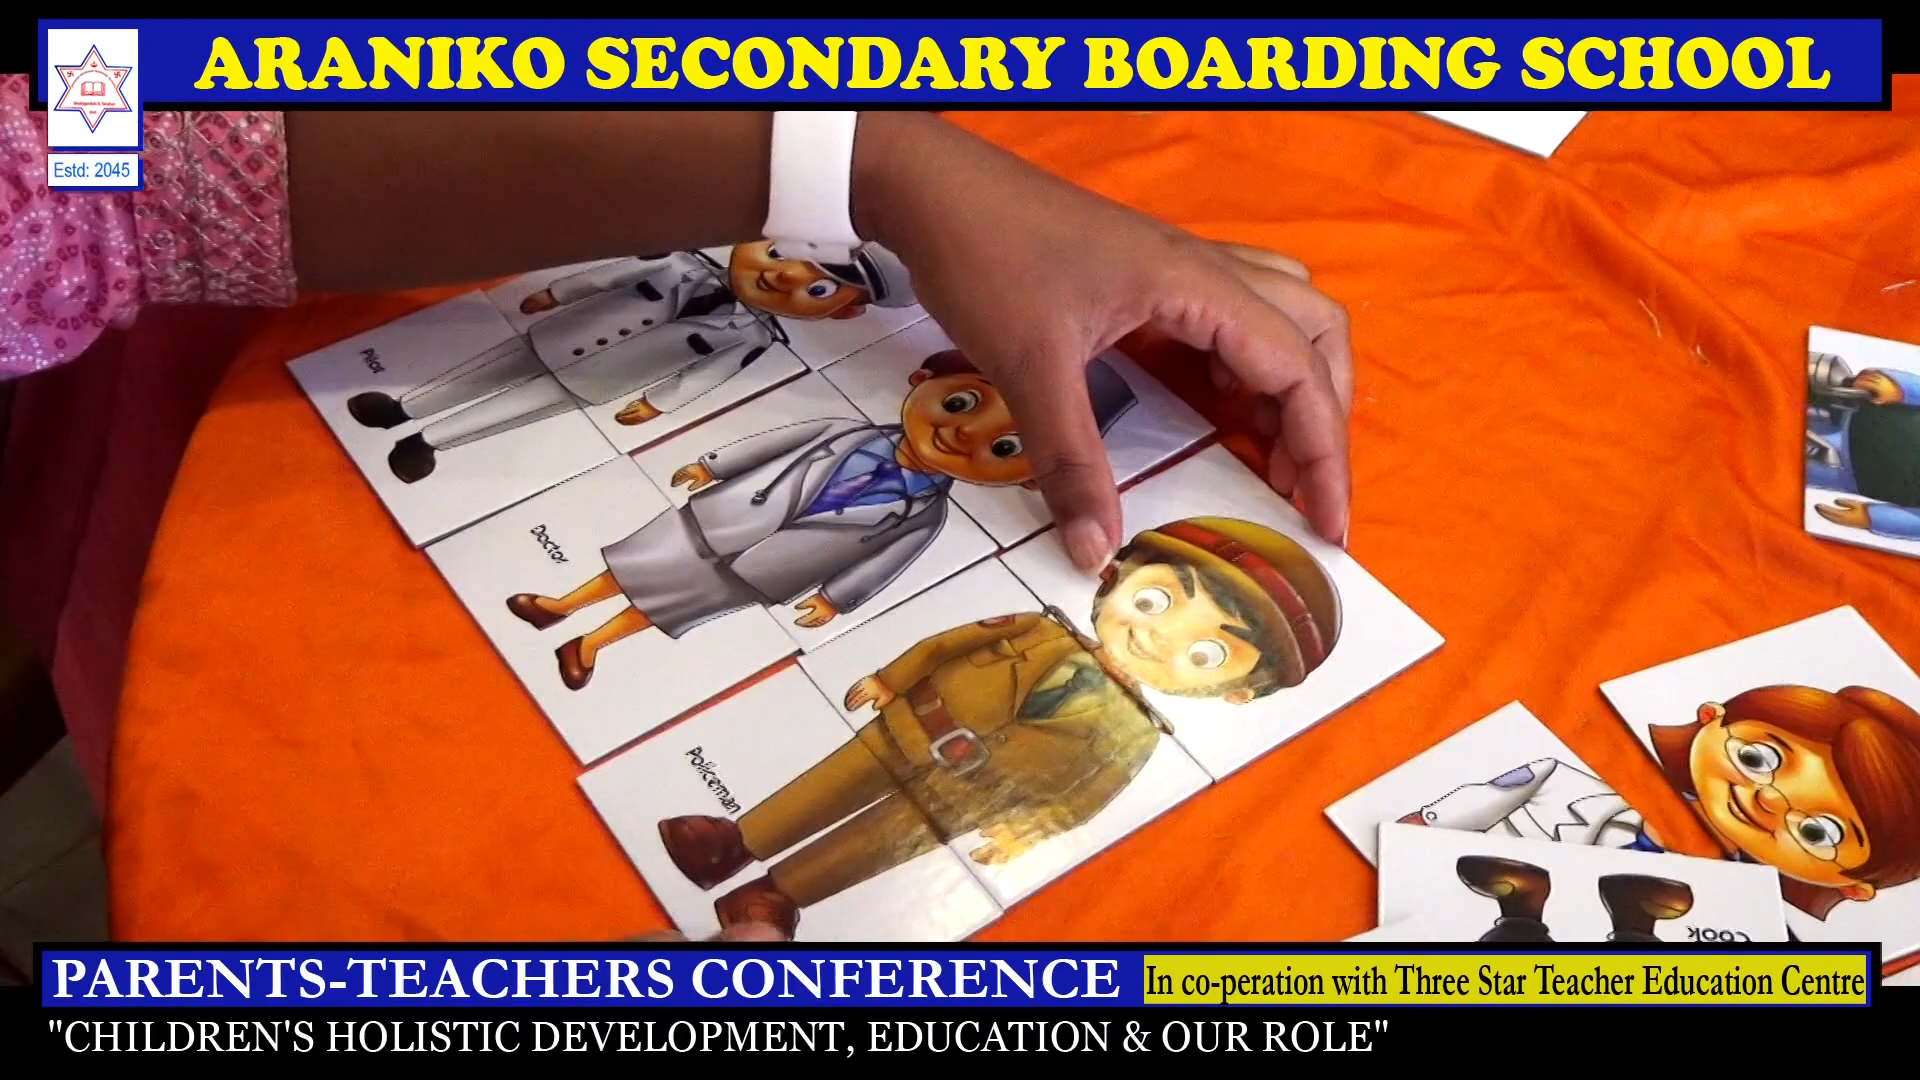 ARANIKO SECONDARY BOARDING SCHOOL
Estd: 2045
Pilot
Doctor
Policeman
Cook
PARENTS-TEACHERS CONFERENCE
In co-peration with Three Star Teacher Education Centre
"CHILDREN'S HOLISTIC DEVELOPMENT, EDUCATION & OUR ROLE"